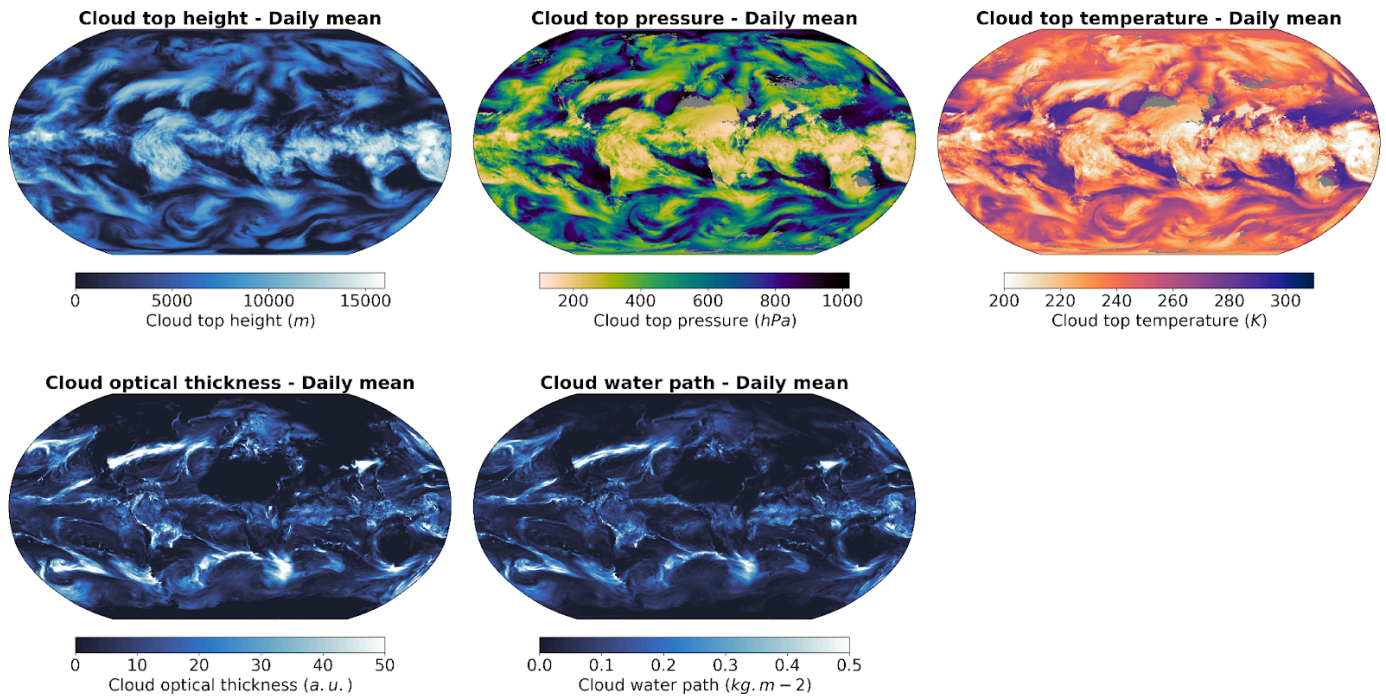 Cloud top height - Daily mean
0 5000 10000 15000
Cloud top height (m)
Cloud top pressure - Daily mean
200 400 600 800 1000
Cloud top pressure (hPa)
Cloud top temperature - Daily mean
200 220 240 260 280 300
Cloud top temperature (K)
Cloud optical thickness - Daily mean
0 10 20 30 40 50
Cloud optical thickness (a.u.)
Cloud water path - Daily mean
0.0 0.1 0.2 0.3 0.4 0.5
Cloud water path (kg.m − 2)